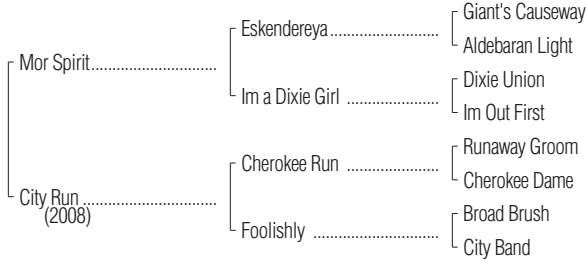 Giant's Causeway
Eskendereya
Aldebaran Light
Mor Spirit
Dixie Union
Im a Dixie Girl
Im Out First
Runaway Groom
Cherokee Run
Cherokee Dame
City Run
(2008)
Broad Brush
Foolishly
City Band